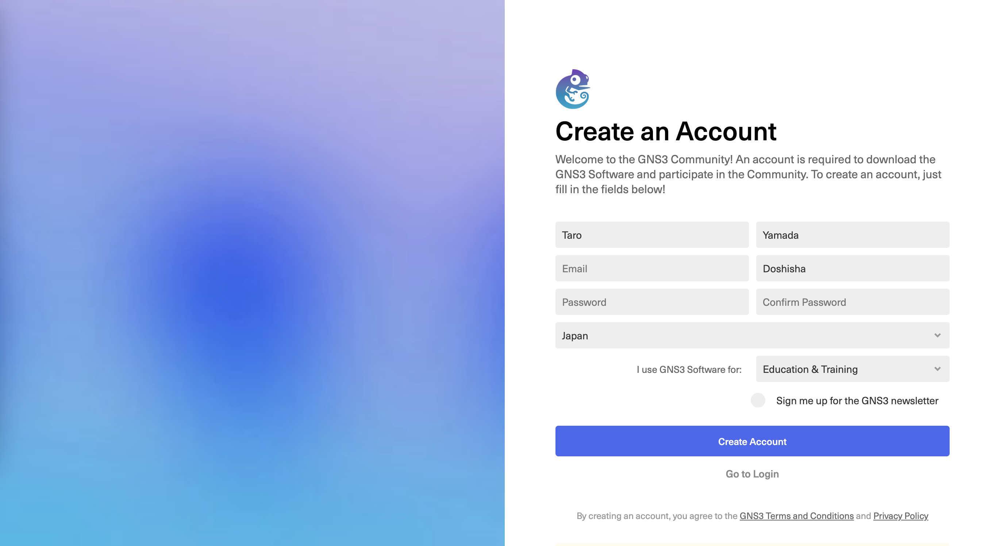 Create an Account
Welcome to the GNS3 Community! An account is required to download the
GNS3 Software and participate in the Community. To create an account, just
fill in the fields below!
Taro
Yamada
Email
Doshisha
Password
Confirm Password
Japan
I use GNS3 Software for:
Education & Training
Sign me up for the GNS3 newsletter
Create Account
Go to Login
By creating an account, you agree to the GNS3 Terms and Conditions and Privacy Policy